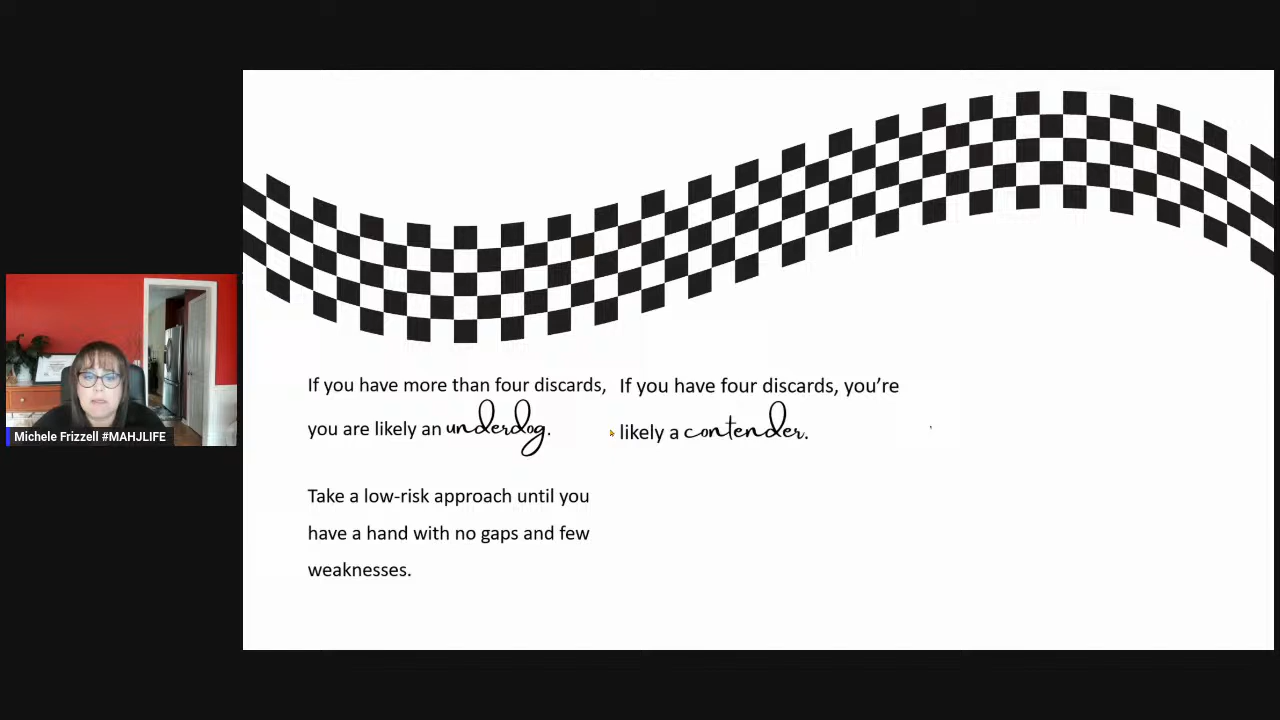 If you have more than four discards,
you are likely an underdog.
Take a low-risk approach until you
have a hand with no gaps and few
weaknesses.
If you have four discards, you’re
likely a contender.
Michele Frizzell #MAHJLIFE